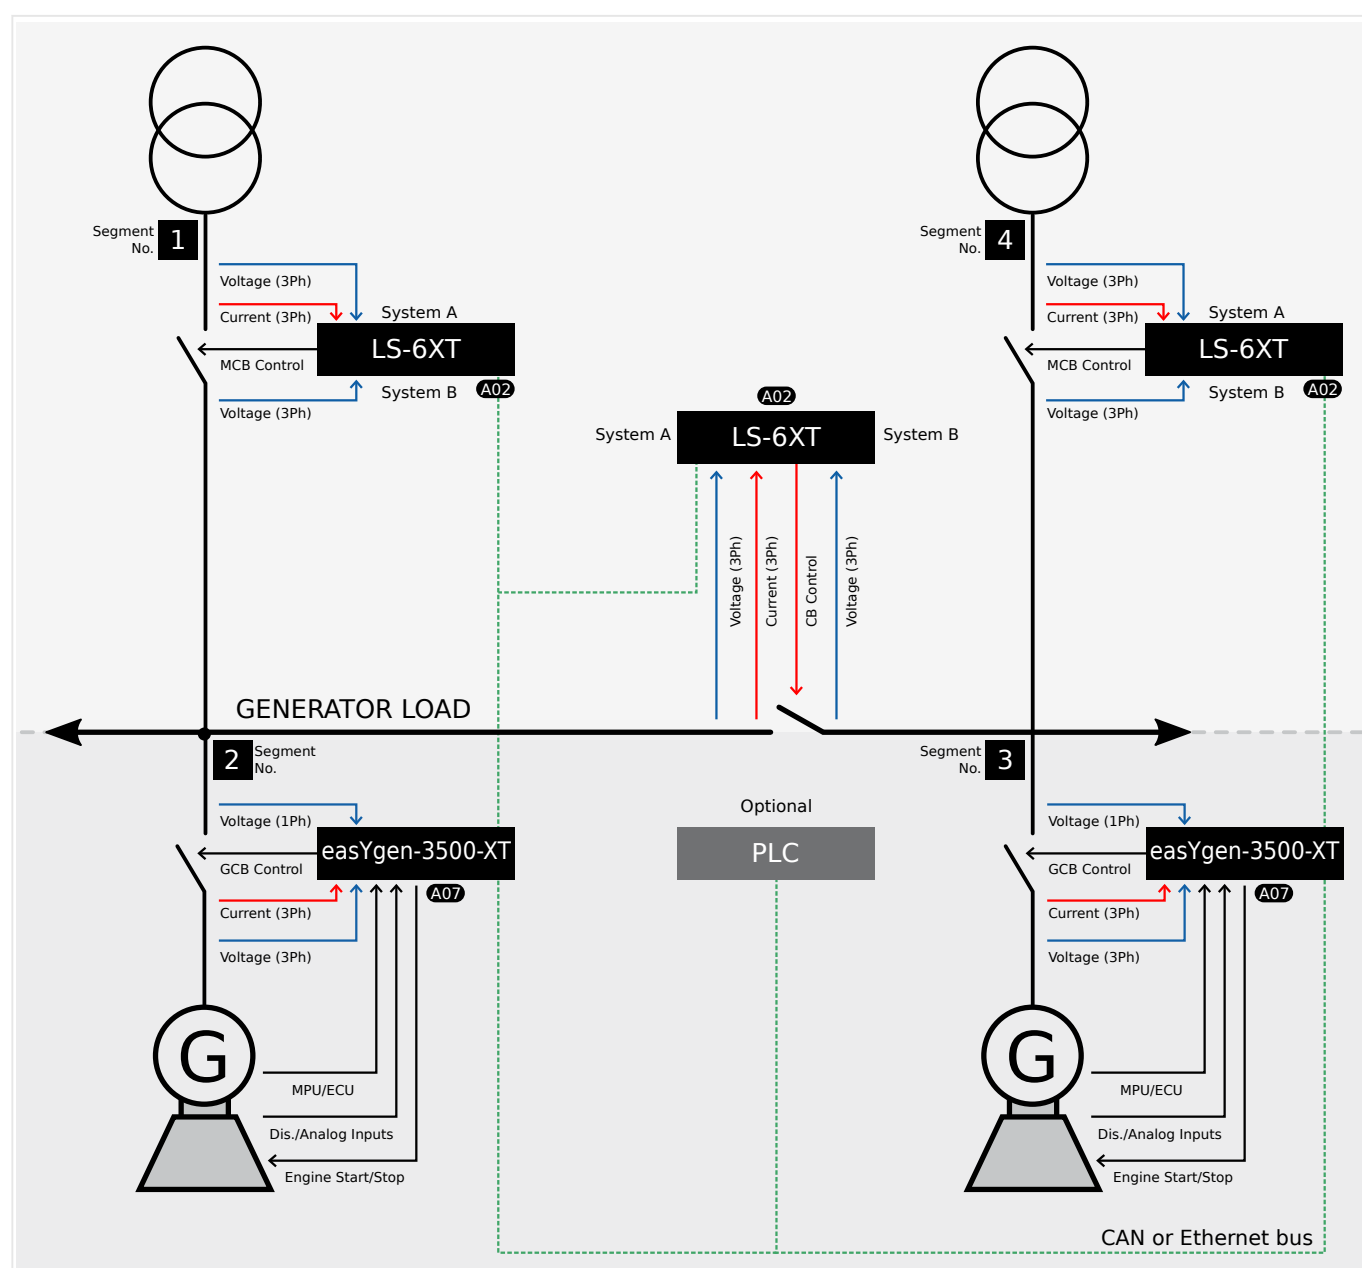 Segment
No.
1
Voltage (3Ph)
Current (3Ph)
System A
LS-6XT
MCB Control
System B
A02
Voltage (3Ph)
Segment
No.
4
Voltage (3Ph)
Current (3Ph)
System A
LS-6XT
MCB Control
System B
A02
Voltage (3Ph)
A02
System A
LS-6XT
System B
Voltage (3Ph)
Current (3Ph)
CB Control
Voltage (3Ph)
GENERATOR LOAD
2
Segment
No.
Voltage (1Ph)
easYgen-3500-XT
GCB Control
A07
Current (3Ph)
Voltage (3Ph)
G
MPU/ECU
Dis./Analog Inputs
Engine Start/Stop
Optional
PLC
Segment
No.
3
Voltage (1Ph)
easYgen-3500-XT
GCB Control
A07
Current (3Ph)
Voltage (3Ph)
G
MPU/ECU
Dis./Analog Inputs
Engine Start/Stop
CAN or Ethernet bus